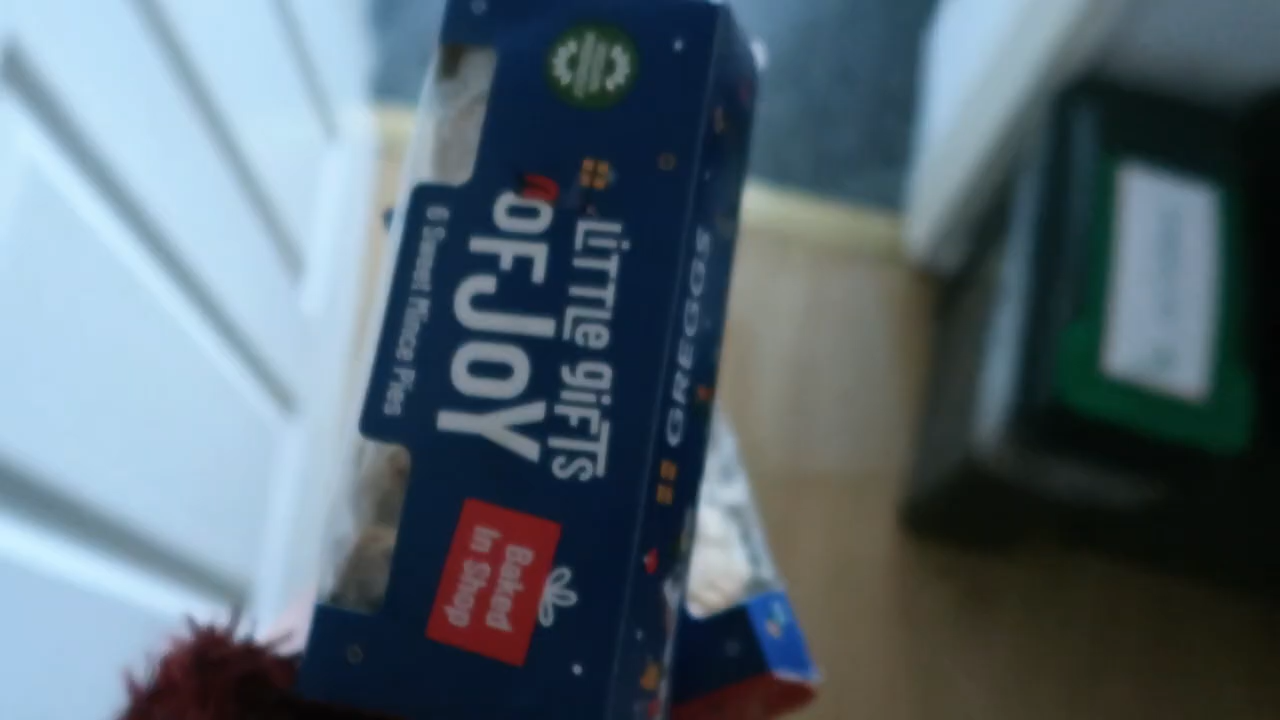 LiTTLe giFTS
oF JoY
6 Sweet Mince Pies
Baked
In Shop
GREGGS